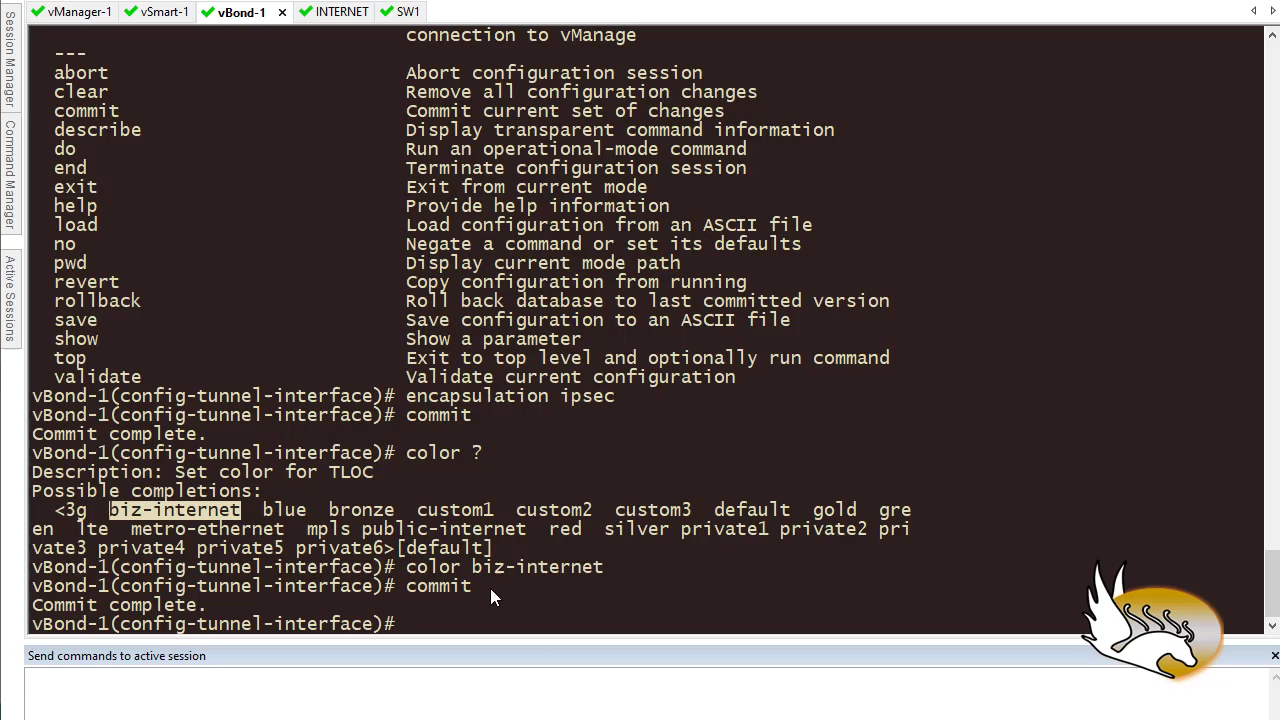 vManager-1 vSmart-1 vBond-1 × INTERNET SW1
Session Manager
Command Manager
Active Sessions
connection to vManage
---
abort Abort configuration session
clear Remove all configuration changes
commit Commit current set of changes
describe Display transparent command information
do Run an operational-mode command
end Terminate configuration session
exit Exit from current mode
help Provide help information
load Load configuration from an ASCII file
no Negate a command or set its defaults
pwd Display current mode path
revert Copy configuration from running
rollback Roll back database to last committed version
save Save configuration to an ASCII file
show Show a parameter
top Exit to top level and optionally run command
validate Validate current configuration
vBond-1(config-tunnel-interface)# encapsulation ipsec
vBond-1(config-tunnel-interface)# commit
Commit complete.
vBond-1(config-tunnel-interface)# color ?
Description: Set color for TLOC
Possible completions:
<3g biz-internet blue bronze custom1 custom2 custom3 default gold gre
en lte metro-ethernet mpls public-internet red silver private1 private2 pri
vate3 private4 private5 private6>[default]
vBond-1(config-tunnel-interface)# color biz-internet
vBond-1(config-tunnel-interface)# commit
Commit complete.
vBond-1(config-tunnel-interface)#
Send commands to active session ×